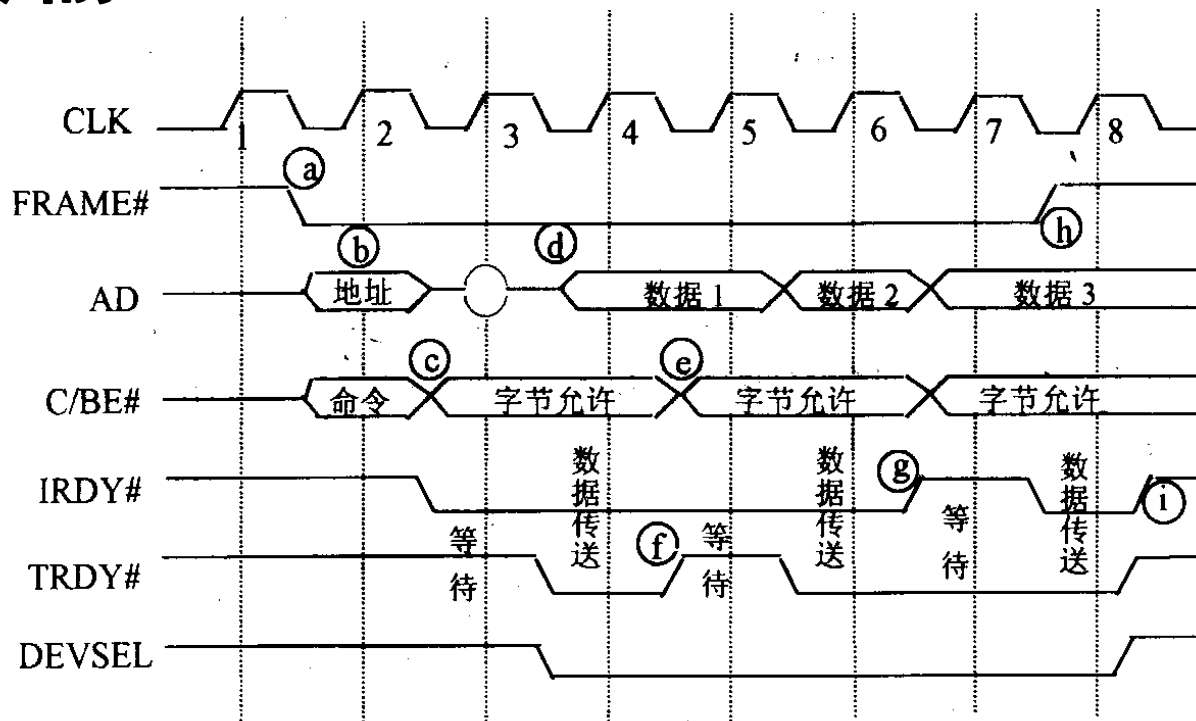 CLK
1 2 3 4 5 6 7 8
FRAME#
a
h
b
d
AD
地址
数据 1
数据 2
数据 3
c
e
C/BE#
命令
字节允许
字节允许
字节允许
IRDY#
数据传送
数据传送
g
数据传送
i
等待
f
等待
等待
TRDY#
DEVSEL